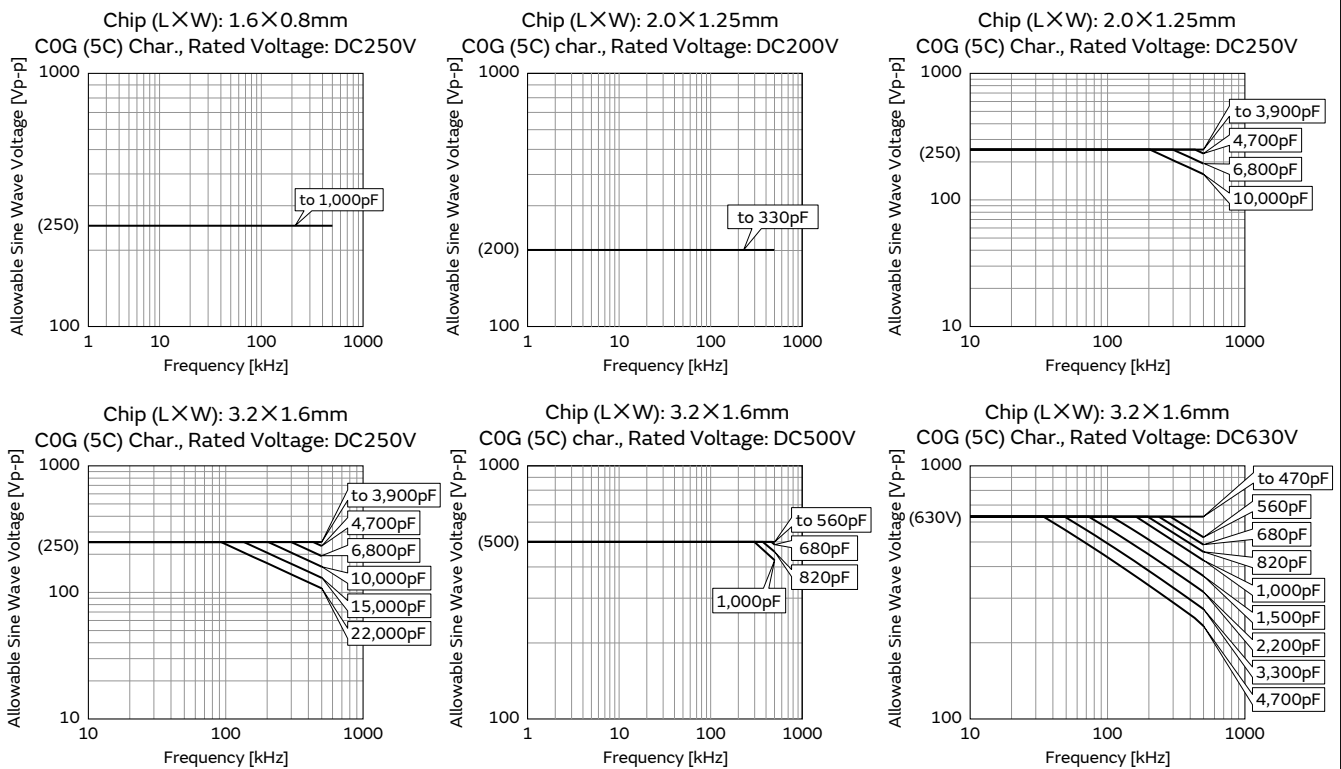 Chip (L×W): 1.6×0.8mm
C0G (5C) Char., Rated Voltage: DC250V
Allowable Sine Wave Voltage [Vp-p]
1000
(250)
100
to 1,000pF
1
10
100
1000
Frequency [kHz]
Chip (L×W): 2.0×1.25mm
C0G (5C) char., Rated Voltage: DC200V
Allowable Sine Wave Voltage [Vp-p]
1000
(200)
100
to 330pF
1
10
100
1000
Frequency [kHz]
Chip (L×W): 2.0×1.25mm
C0G (5C) Char., Rated Voltage: DC250V
Allowable Sine Wave Voltage [Vp-p]
1000
(250)
100
10
to 3,900pF
4,700pF
6,800pF
10,000pF
10
100
1000
Frequency [kHz]
Chip (L×W): 3.2×1.6mm
C0G (5C) Char., Rated Voltage: DC250V
Allowable Sine Wave Voltage [Vp-p]
1000
(250)
100
10
to 3,900pF
4,700pF
6,800pF
10,000pF
15,000pF
22,000pF
10
100
1000
Frequency [kHz]
Chip (L×W): 3.2×1.6mm
C0G (5C) char., Rated Voltage: DC500V
Allowable Sine Wave Voltage [Vp-p]
1000
(500)
100
to 560pF
680pF
820pF
1,000pF
1
10
100
1000
Frequency [kHz]
Chip (L×W): 3.2×1.6mm
C0G (5C) Char., Rated Voltage: DC630V
Allowable Sine Wave Voltage [Vp-p]
1000
(630V)
100
to 470pF
560pF
680pF
820pF
1,000pF
1,500pF
2,200pF
3,300pF
4,700pF
10
100
1000
Frequency [kHz]